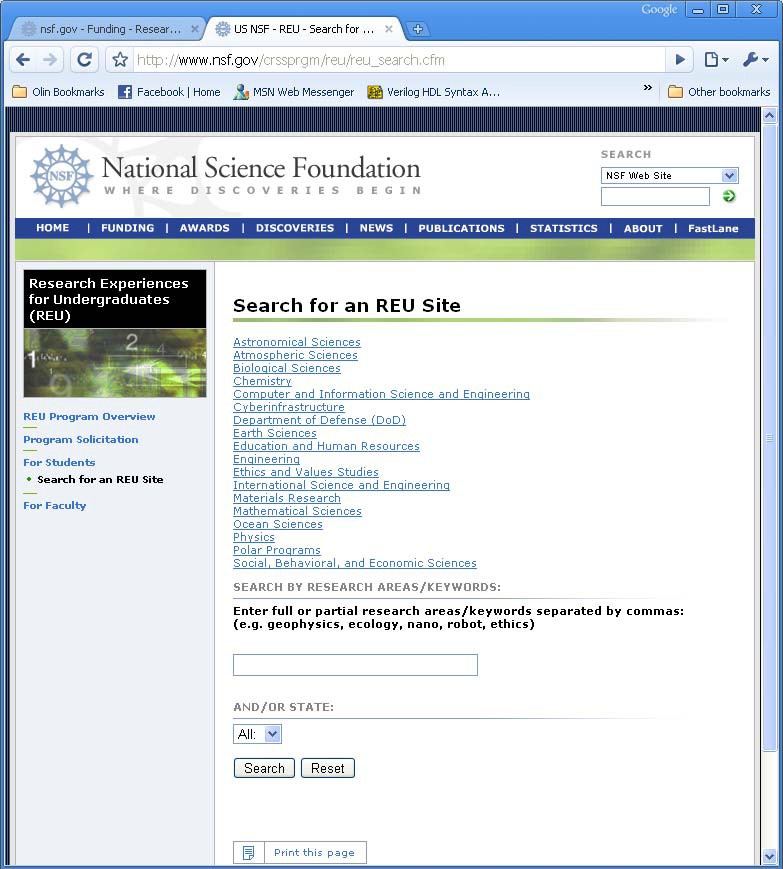 Google
nsf.gov - Funding - Researc...
US NSF - REU - Search for ...
http://www.nsf.gov/crssprgm/reu/reu_search.cfm
Olin Bookmarks
Facebook | Home
MSN Web Messenger
Verilog HDL Syntax A...
»
Other bookmarks
NSF
National Science Foundation
WHERE DISCOVERIES BEGIN
SEARCH
NSF Web Site
HOME | FUNDING | AWARDS | DISCOVERIES | NEWS | PUBLICATIONS | STATISTICS | ABOUT | FastLane
Research Experiences
for Undergraduates
(REU)
1 2 4
REU Program Overview
Program Solicitation
For Students
• Search for an REU Site
For Faculty
Search for an REU Site
Astronomical Sciences
Atmospheric Sciences
Biological Sciences
Chemistry
Computer and Information Science and Engineering
Cyberinfrastructure
Department of Defense (DoD)
Earth Sciences
Education and Human Resources
Engineering
Ethics and Values Studies
International Science and Engineering
Materials Research
Mathematical Sciences
Ocean Sciences
Physics
Polar Programs
Social, Behavioral, and Economic Sciences
SEARCH BY RESEARCH AREAS/KEYWORDS:
Enter full or partial research areas/keywords separated by commas:
(e.g. geophysics, ecology, nano, robot, ethics)
AND/OR STATE:
All:
Search Reset
Print this page